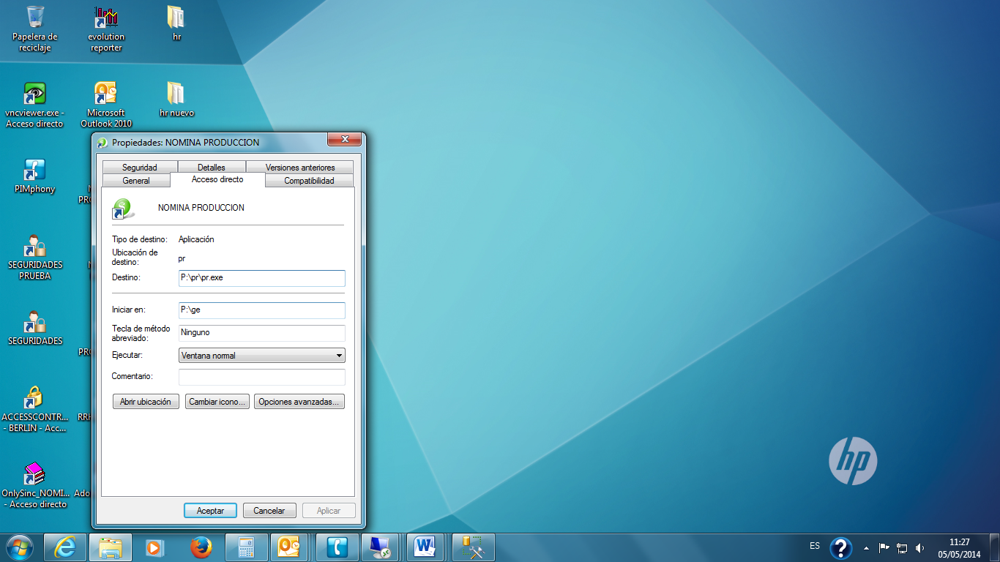 Papelera de
reciclaje
evolution
reporter
hr
vncviewer.exe -
Acceso directo
Microsoft
Outlook 2010
hr nuevo
PIMphony
SEGURIDADES
PRUEBA
SEGURIDADES
ACCESSCONTR...
- BERLIN - Acc...
OnlySinc_NOMI...
- Acceso directo
Propiedades: NOMINA PRODUCCION
Seguridad
Detalles
Versiones anteriores
General
Acceso directo
Compatibilidad
NOMINA PRODUCCION
Tipo de destino: Aplicación
Ubicación de
destino: pr
Destino: P:\pr\pr.exe
Iniciar en: P:\ge
Tecla de método
abreviado: Ninguno
Ejecutar: Ventana normal
Comentario:
Abrir ubicación
Cambiar icono...
Opciones avanzadas...
Aceptar
Cancelar
Aplicar
hp
ES
11:27
05/05/2014